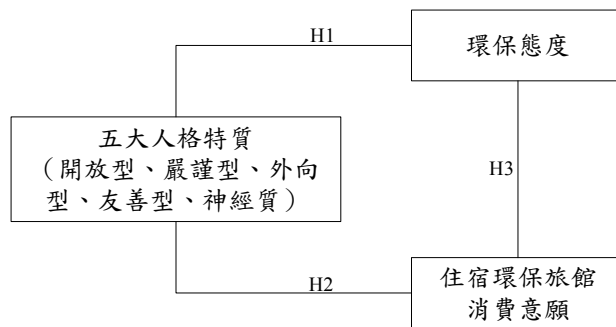 H1
環保態度
五大人格特質
（開放型、嚴謹型、外向
型、友善型、神經質）
H3
H2
住宿環保旅館
消費意願